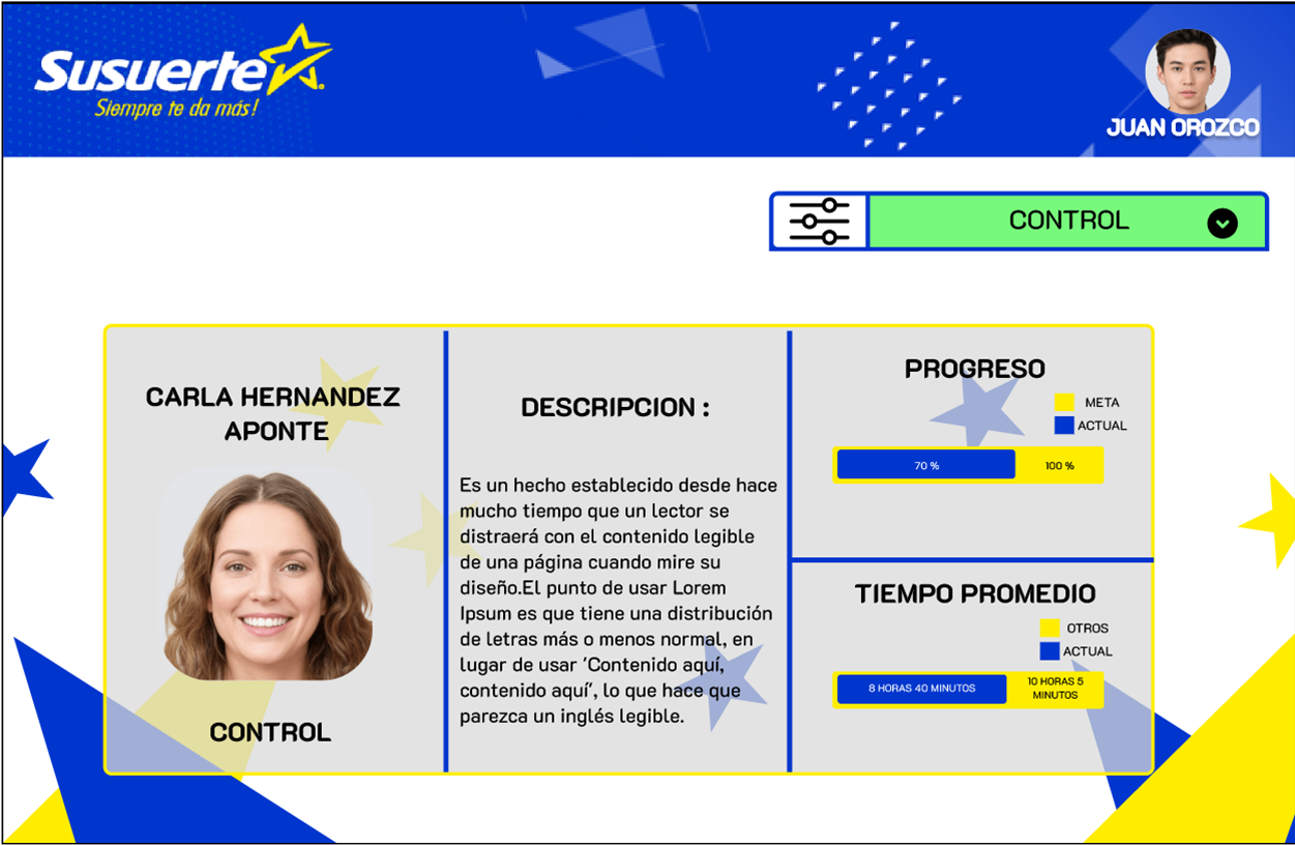 Susuerte
Siempre te da más!
JUAN OROZCO
CONTROL
CARLA HERNANDEZ
APONTE
CONTROL
DESCRIPCION :
Es un hecho establecido desde hace
mucho tiempo que un lector se
distraerá con el contenido legible
de una página cuando mire su
diseño.El punto de usar Lorem
Ipsum es que tiene una distribución
de letras más o menos normal, en
lugar de usar 'Contenido aquí,
contenido aquí', lo que hace que
parezca un inglés legible.
PROGRESO
META
ACTUAL
70 %
100 %
TIEMPO PROMEDIO
OTROS
ACTUAL
8 HORAS 40 MINUTOS
10 HORAS 5
MINUTOS